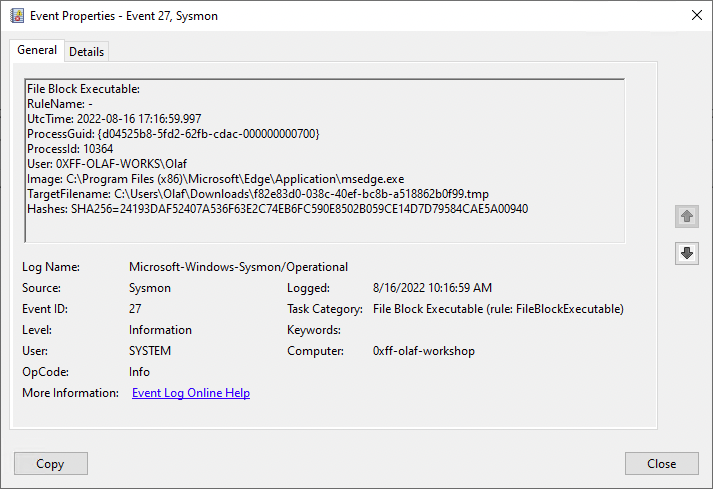 Event Properties - Event 27, Sysmon
General Details
File Block Executable:
RuleName: -
UtcTime: 2022-08-16 17:16:59.997
ProcessGuid: {d04525b8-5fd2-62fb-cdac-000000000700}
ProcessId: 10364
User: 0XFF-OLAF-WORKS\Olaf
Image: C:\Program Files (x86)\Microsoft\Edge\Application\msedge.exe
TargetFilename: C:\Users\Olaf\Downloads\f82e83d0-038c-40ef-bc8b-a518862b0f99.tmp
Hashes: SHA256=24193DAF52407A536F63E2C74EB6FC590E8502B059CE14D7D79584CAE5A00940
Log Name: Microsoft-Windows-Sysmon/Operational
Source: Sysmon Logged: 8/16/2022 10:16:59 AM
Event ID: 27 Task Category: File Block Executable (rule: FileBlockExecutable)
Level: Information Keywords:
User: SYSTEM Computer: 0xff-olaf-workshop
OpCode: Info
More Information: Event Log Online Help
Copy Close